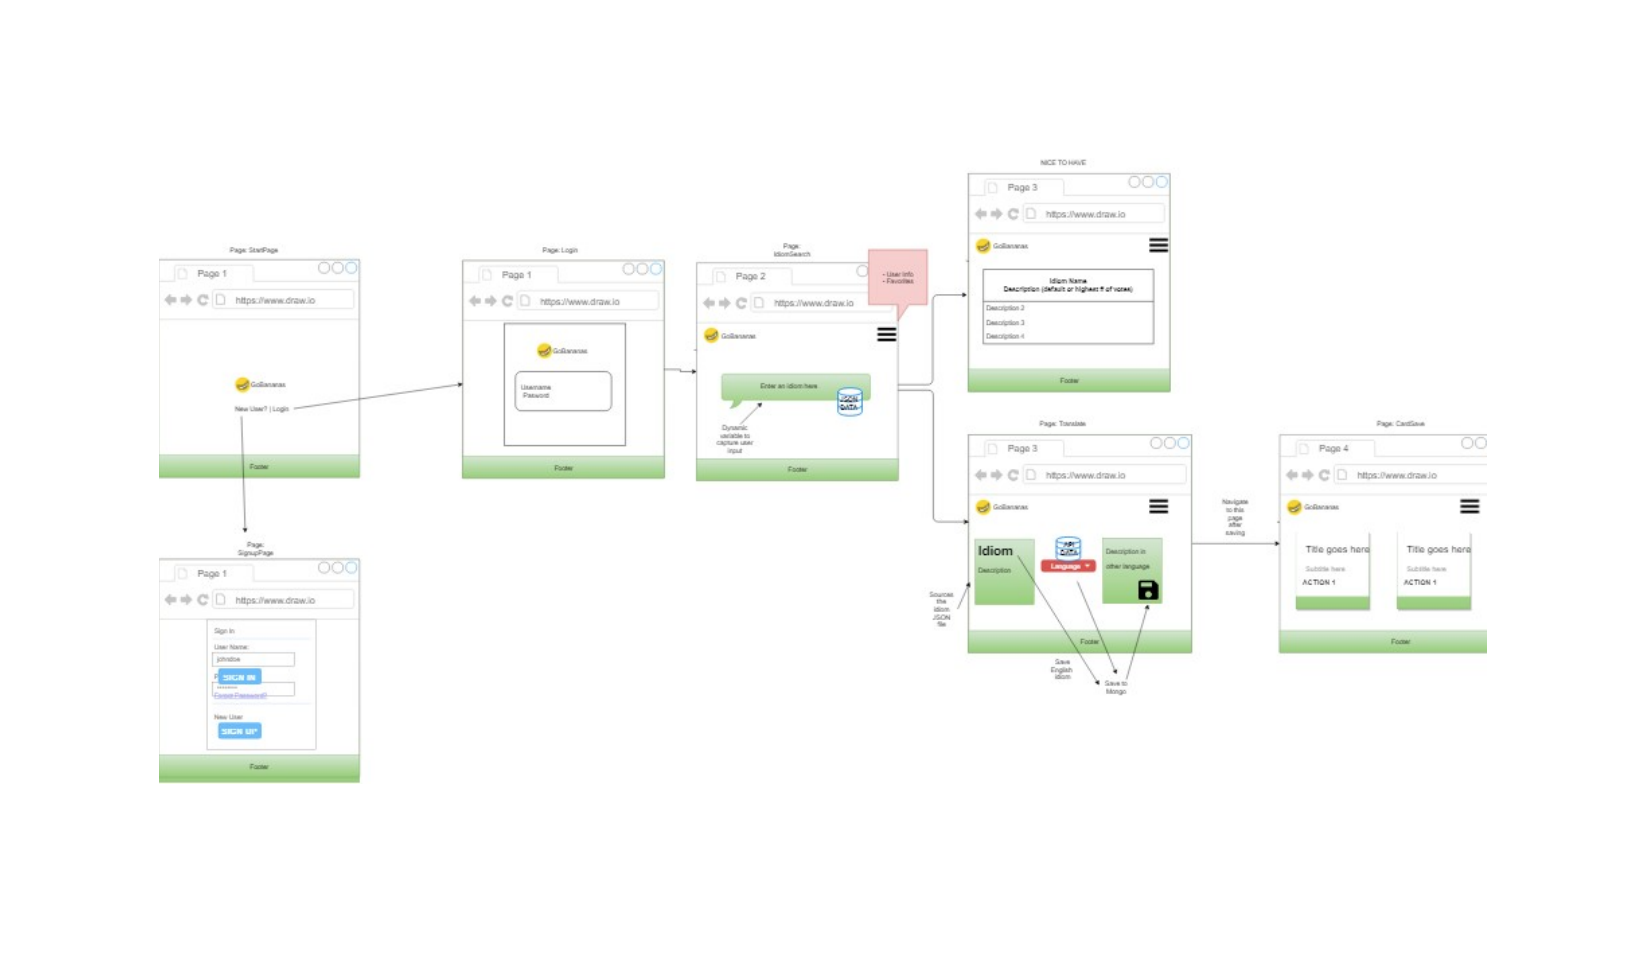 NICE TO HAVE
Page 3
https://www.draw.io
GoBananas
Idiom Name
Description (default or highest # of votes)
Description 2
Description 3
Description 4
Footer
Page: StartPage
Page 1
https://www.draw.io
GoBananas
New User? | Login
Footer
Page: Login
Page 1
https://www.draw.io
GoBananas
Username
Password
Footer
Page:
IdiomSearch
Page 2
https://www.draw.io
- User Info
- Favorites
GoBananas
Enter an idiom here
JSON
DATA
Dynamic
variable to
capture user
input
Footer
Page: Translate
Page 3
https://www.draw.io
GoBananas
Idiom
Description
API
DATA
Language
Description in
other language
Footer
Sources
the
idiom
JSON
file
Save
English
Idiom
Save to
Mongo
Navigate
to this
page
after
saving
Page: CardSave
Page 4
https://www.draw.io
GoBananas
Title goes here
Subtitle here
ACTION 1
Title goes here
Subtitle here
ACTION 1
Footer
Page:
SignupPage
Page 1
https://www.draw.io
Sign In
User Name:
johndoe
SIGN IN
Forgot Password?
New User
SIGN UP
Footer